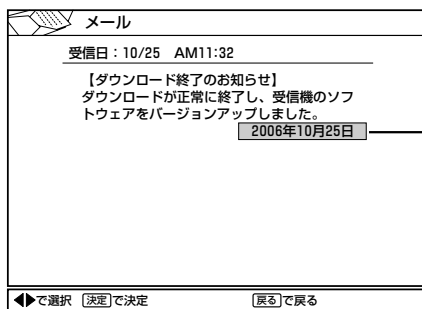 メール
受信日：10/25 AM11:32
【ダウンロード終了のお知らせ】
ダウンロードが正常に終了し、受信機のソフ
トウェアをバージョンアップしました。
2006年10月25日
◀▶で選択 決定で決定 戻るで戻る